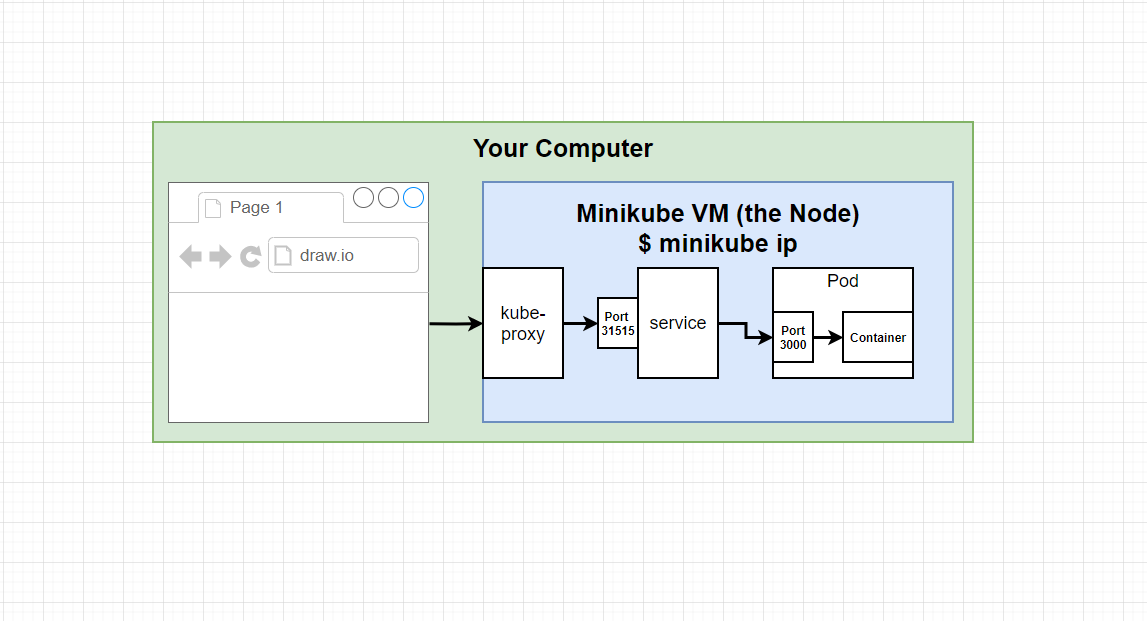 Your Computer
Page 1
draw.io
Minikube VM (the Node)
$ minikube ip
kube-
proxy
Port
31515
service
Pod
Port
3000
Container